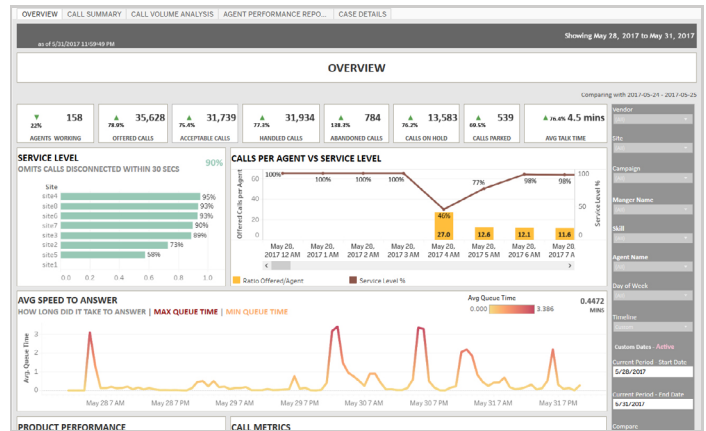 OVERVIEW CALL SUMMARY CALL VOLUME ANALYSIS AGENT PERFORMANCE REPO... CASE DETAILS
Showing May 28, 2017 to May 31, 2017
as of 5/31/2017 11:59:49 PM
OVERVIEW
Comparing with 2017-05-24 - 2017-05-25
▼ 22% 158
AGENTS WORKING
▲ 78.9% 35,628
OFFERED CALLS
▲ 75.4% 31,739
ACCEPTABLE CALLS
▲ 77.3% 31,934
HANDLED CALLS
▲ 138.3% 784
ABANDONED CALLS
▲ 76.2% 13,583
CALLS ON HOLD
▲ 69.5% 539
CALLS PARKED
▲ 76.4% 4.5 mins
AVG TALK TIME
Vendor
Site
Campaign
Manger Name
Skill
Agent Name
Day of Week
Timeline
Custom
Custom Dates - Active
Current Period - Start Date
5/28/2017
Current Period - End Date
5/31/2017
Compare
SERVICE LEVEL
OMITS CALLS DISCONNECTED WITHIN 30 SECS
90%
Site
site4 95%
site0 93%
site6 93%
site7 90%
site3 89%
site2 73%
site5 58%
site1
0.0 0.2 0.4 0.6 0.8 1.0
CALLS PER AGENT VS SERVICE LEVEL
Offered Calls per Agent
60
40
20
0
100% 100% 100% 100% 46% 77% 98% 98%
27.0 12.6 12.1 11.6
100
50
0
Service Level %
May 28, 2017 12 AM
May 28, 2017 1 AM
May 28, 2017 2 AM
May 28, 2017 3 AM
May 28, 2017 4 AM
May 28, 2017 5 AM
May 28, 2017 6 AM
May 28, 2017 7 A
Ratio Offered/Agent Service Level %
AVG SPEED TO ANSWER
HOW LONG DID IT TAKE TO ANSWER | MAX QUEUE TIME | MIN QUEUE TIME
Avg Queue Time
0.000 3.386
0.4472
MINS
Avg. Queue Time
3
2
1
0
May 28 7 AM May 28 7 PM May 29 7 AM May 29 7 PM May 30 7 AM May 30 7 PM May 31 7 AM May 31 7 PM
PRODUCT PERFORMANCE
CALL METRICS